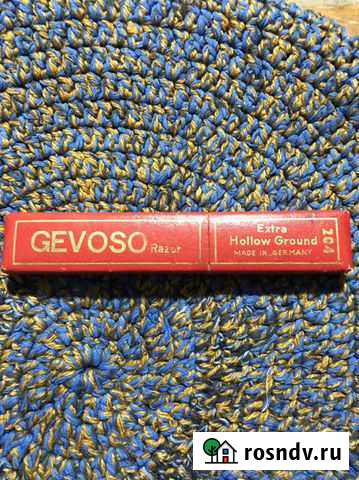 GEVOSO Razor
Extra
Hollow Ground
MADE IN GERMANY
204
rosndv.ru